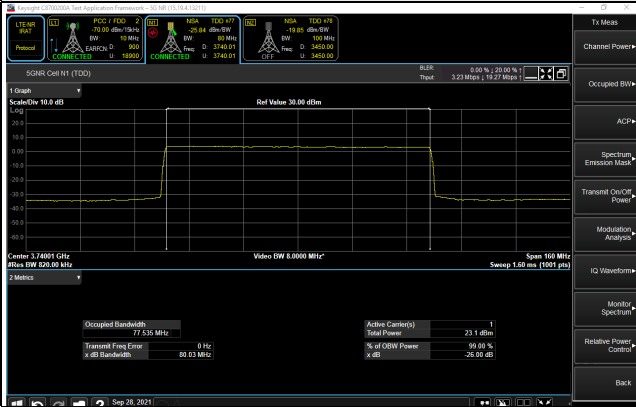 Keysight C8700200A Test Application Framework – 5G-NR (15.19.4.13211)
LTE-NR IRAT
Protocol
L1 PCC / FDD 2
-70.00 dBm/15kHz
BW: 10 MHz
EARFCN D: 900
CONNECTED U: 18900
N1 NSA TDD n77
-25.84 dBm/BW
BW: 80 MHz
Freq: D: 3740.01
CONNECTED U: 3740.01
N2 NSA TDD n78
-19.85 dBm/BW
BW: 100 MHz
Freq: D: 3450.00
OFF U: 3450.00
Tx Meas
Channel Power
Occupied BW
ACP
Spectrum Emission Mask
Transmit On/Off Power
Modulation Analysis
IQ Waveform
Monitor Spectrum
Relative Power Control
Back
5GNR Cell N1 (TDD)
BLER: 0.00 % ↓ 20.00 % ↑
Thput: 3.23 Mbps ↓ 19.27 Mbps ↑
1 Graph
Scale/Div 10.0 dB
Ref Value 30.00 dBm
Log
20.0
10.0
0.00
-10.0
-20.0
-30.0
-40.0
-50.0
-60.0
Center 3.74001 GHz
Video BW 8.0000 MHz*
Span 160 MHz
#Res BW 820.00 kHz
Sweep 1.60 ms (1001 pts)
2 Metrics
Occupied Bandwidth
77.535 MHz
Transmit Freq Error 0 Hz
x dB Bandwidth 80.03 MHz
Active Carrier(s) 1
Total Power 23.1 dBm
% of OBW Power 99.00 %
x dB -26.00 dB
Sep 28, 2021